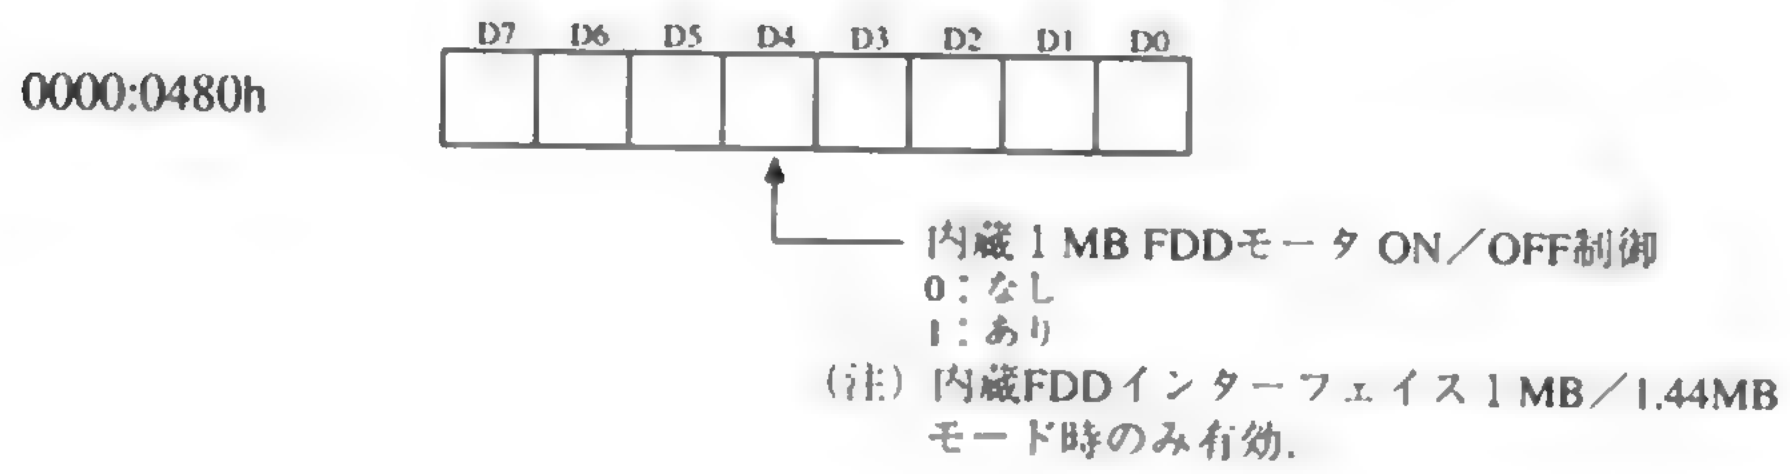 D7 D6 D5 D4 D3 D2 D1 D0
0000:0480h
内蔵1MB FDDモータON／OFF制御
0：なし
1：あり
（注）内蔵FDDインターフェイス1MB／1.44MB
モード時のみ有効.